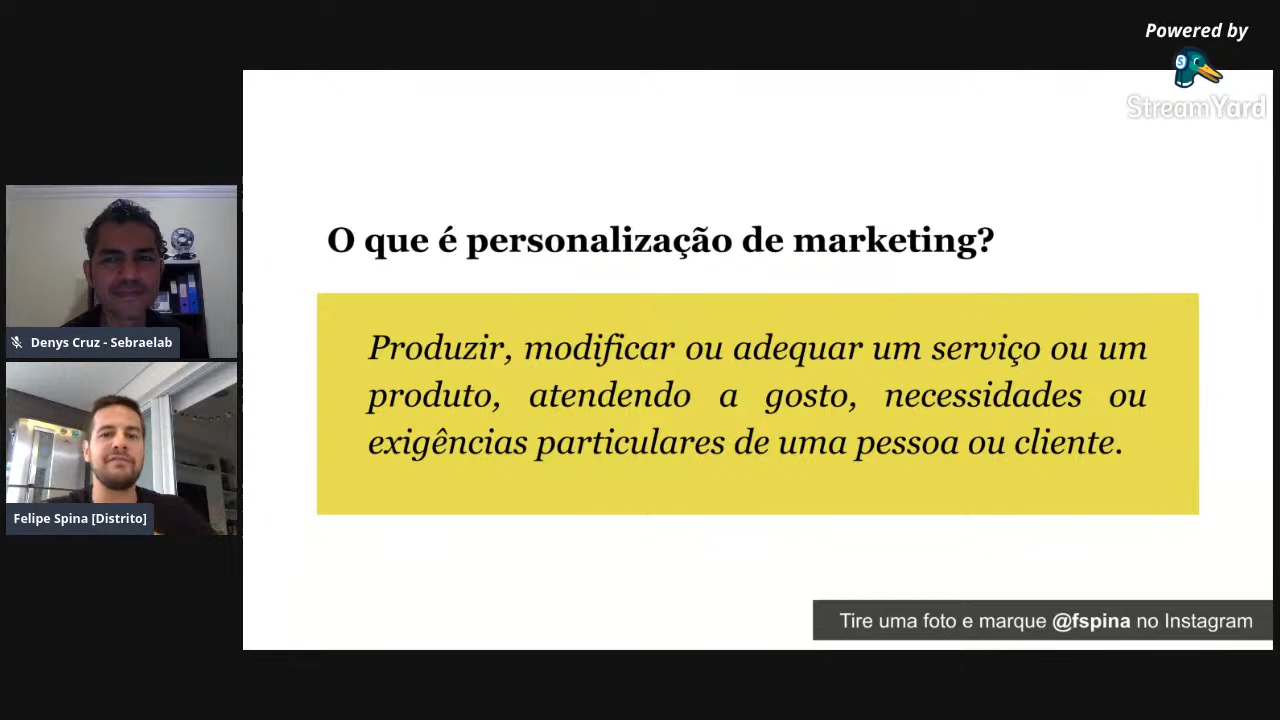 Powered by
StreamYard
O que é personalização de marketing?
Produzir, modificar ou adequar um serviço ou um
produto, atendendo a gosto, necessidades ou
exigências particulares de uma pessoa ou cliente.
Denys Cruz - Sebraelab
Felipe Spina [Distrito]
Tire uma foto e marque @fspina no Instagram